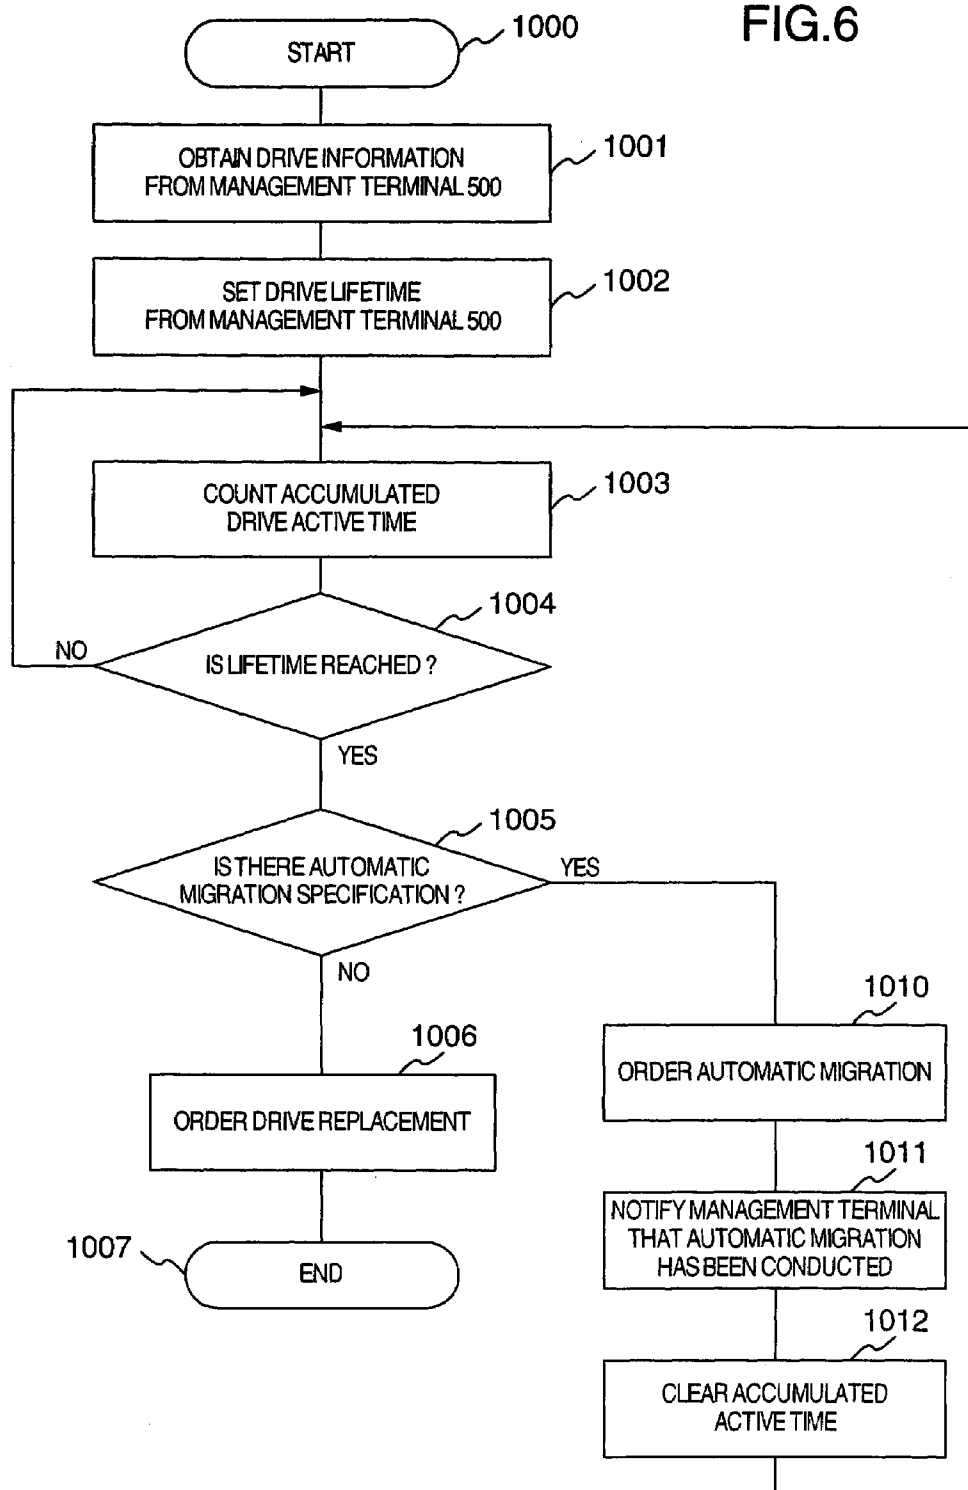 FIG.6
START
1000
OBTAIN DRIVE INFORMATION
FROM MANAGEMENT TERMINAL 500
1001
SET DRIVE LIFETIME
FROM MANAGEMENT TERMINAL 500
1002
COUNT ACCUMULATED
DRIVE ACTIVE TIME
1003
1004
IS LIFETIME REACHED ?
NO
YES
1005
IS THERE AUTOMATIC
MIGRATION SPECIFICATION ?
YES
NO
1006
ORDER DRIVE REPLACEMENT
1007
END
1010
ORDER AUTOMATIC MIGRATION
1011
NOTIFY MANAGEMENT TERMINAL
THAT AUTOMATIC MIGRATION
HAS BEEN CONDUCTED
1012
CLEAR ACCUMULATED
ACTIVE TIME